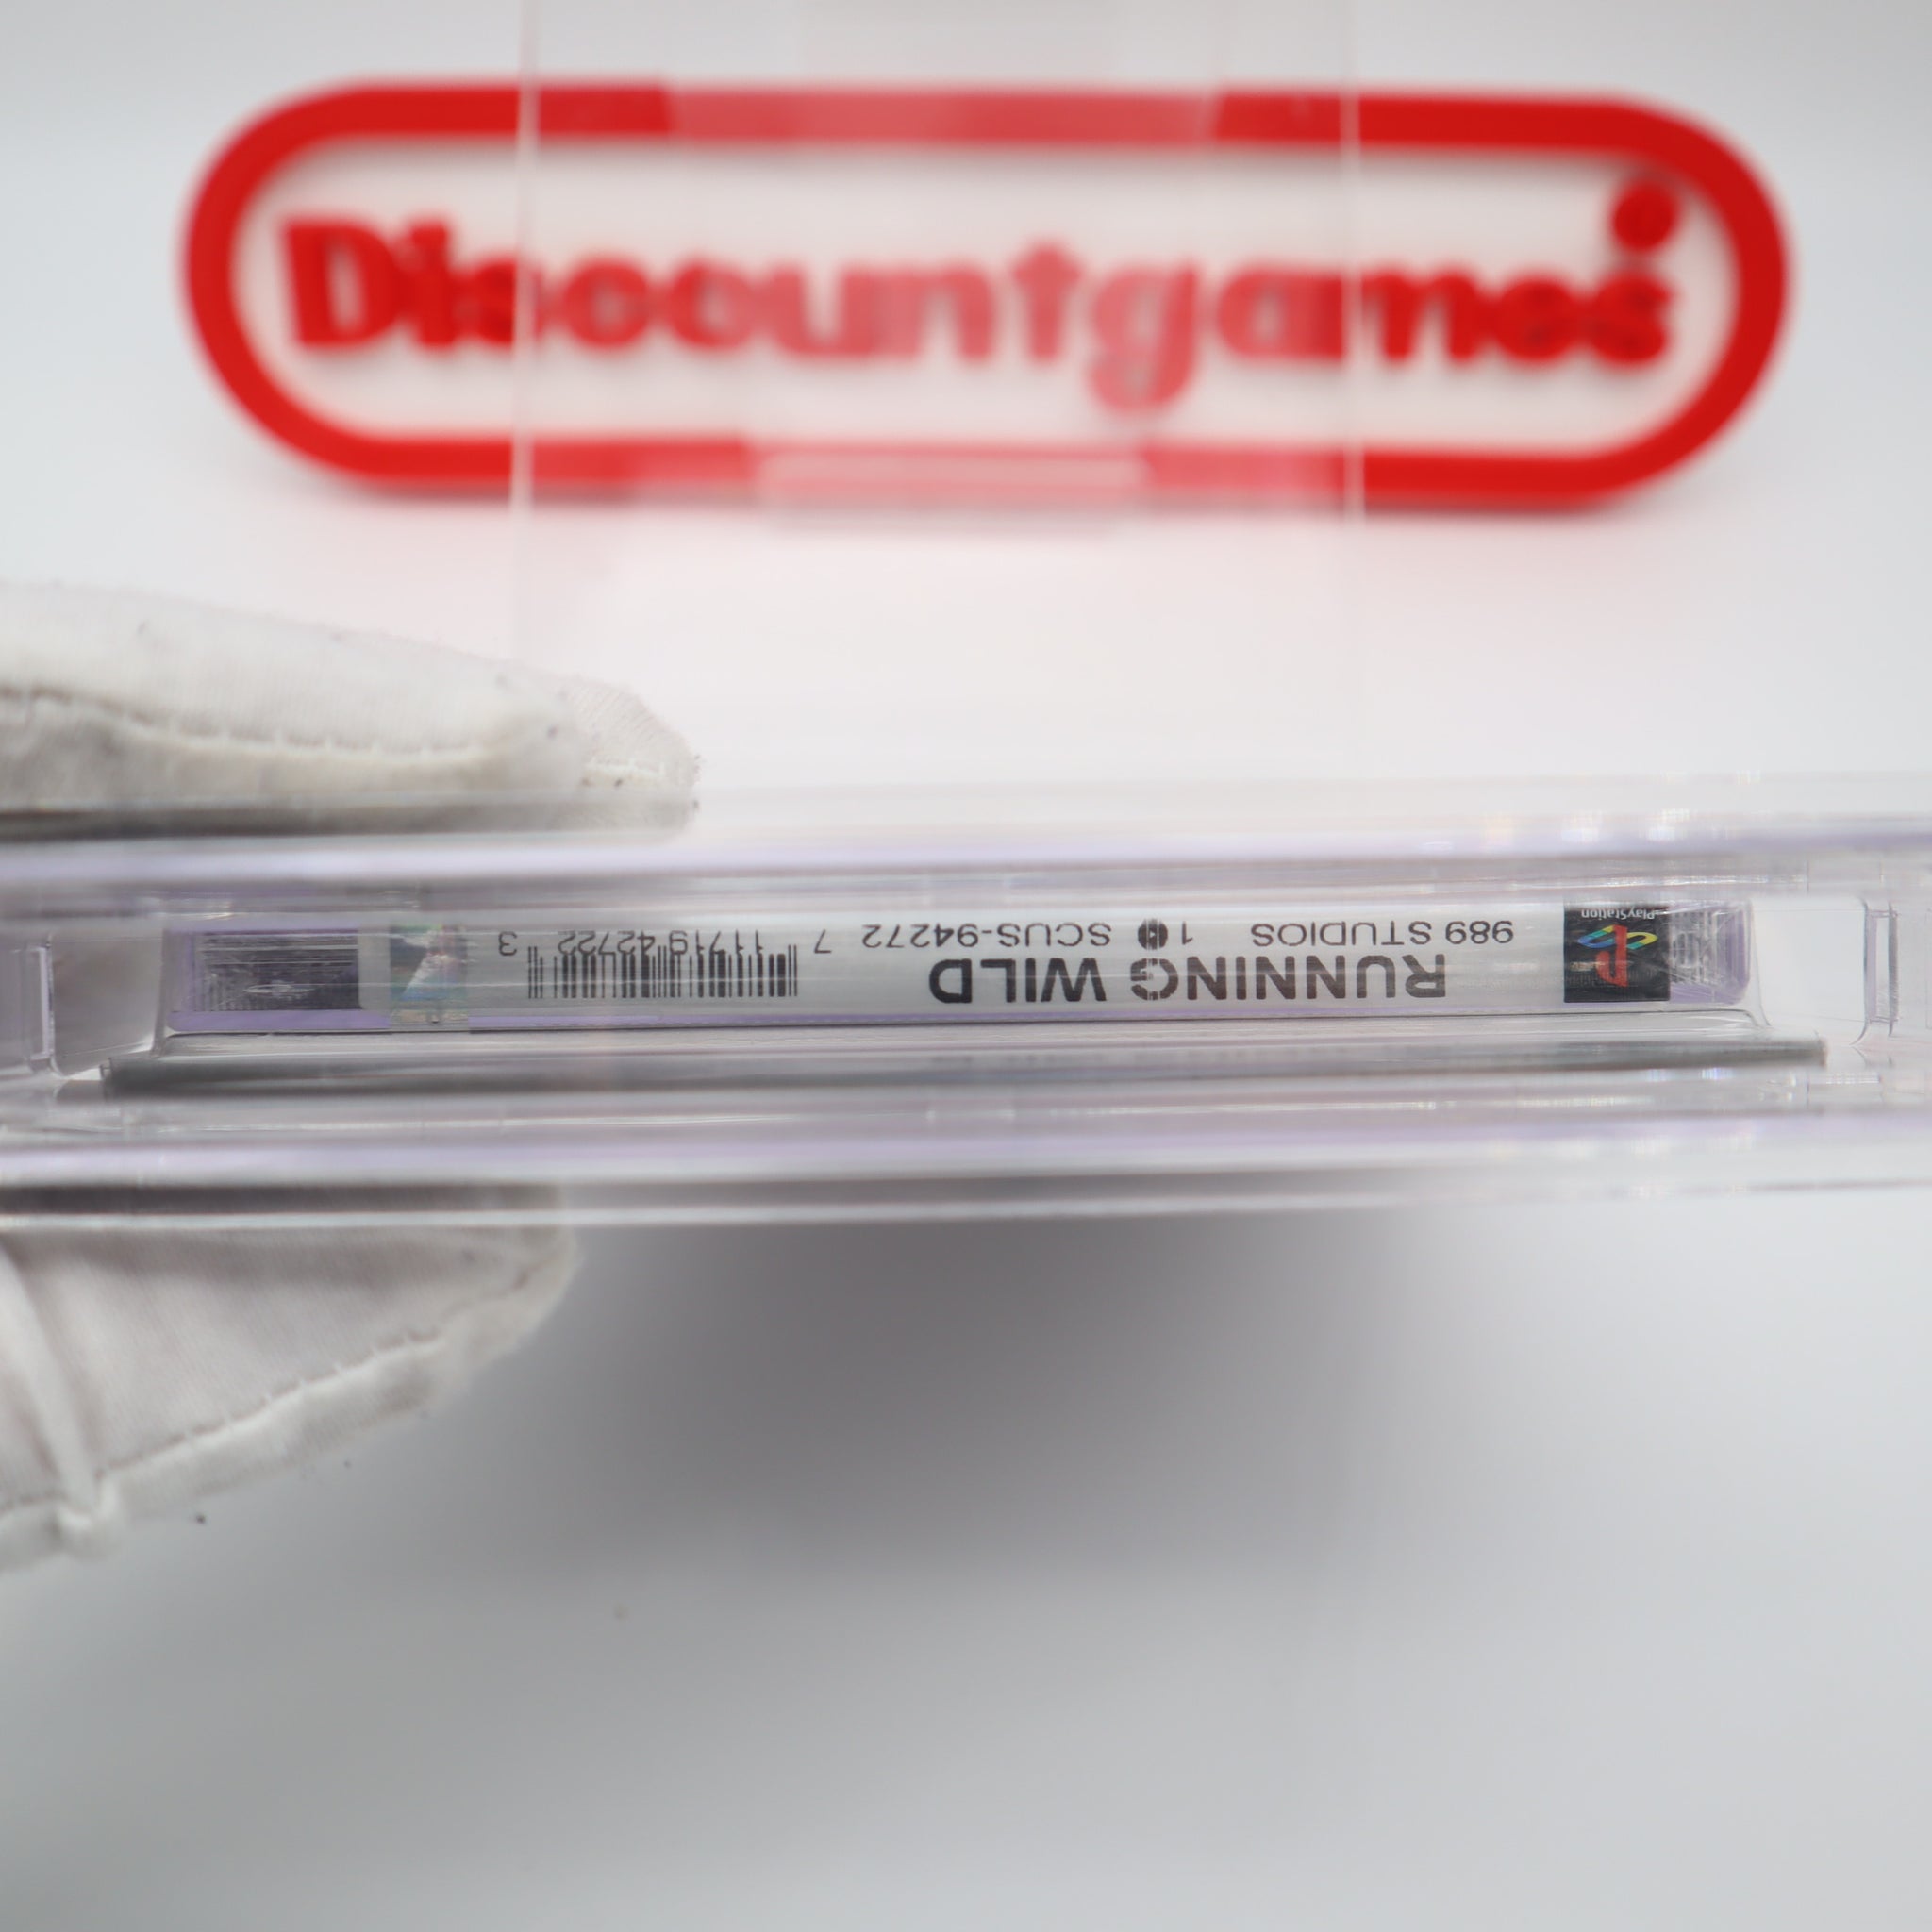 Discountgames
PlayStation
989 STUDIOS 1 SCUS-94272
RUNNING WILD
7 11719 42722 3